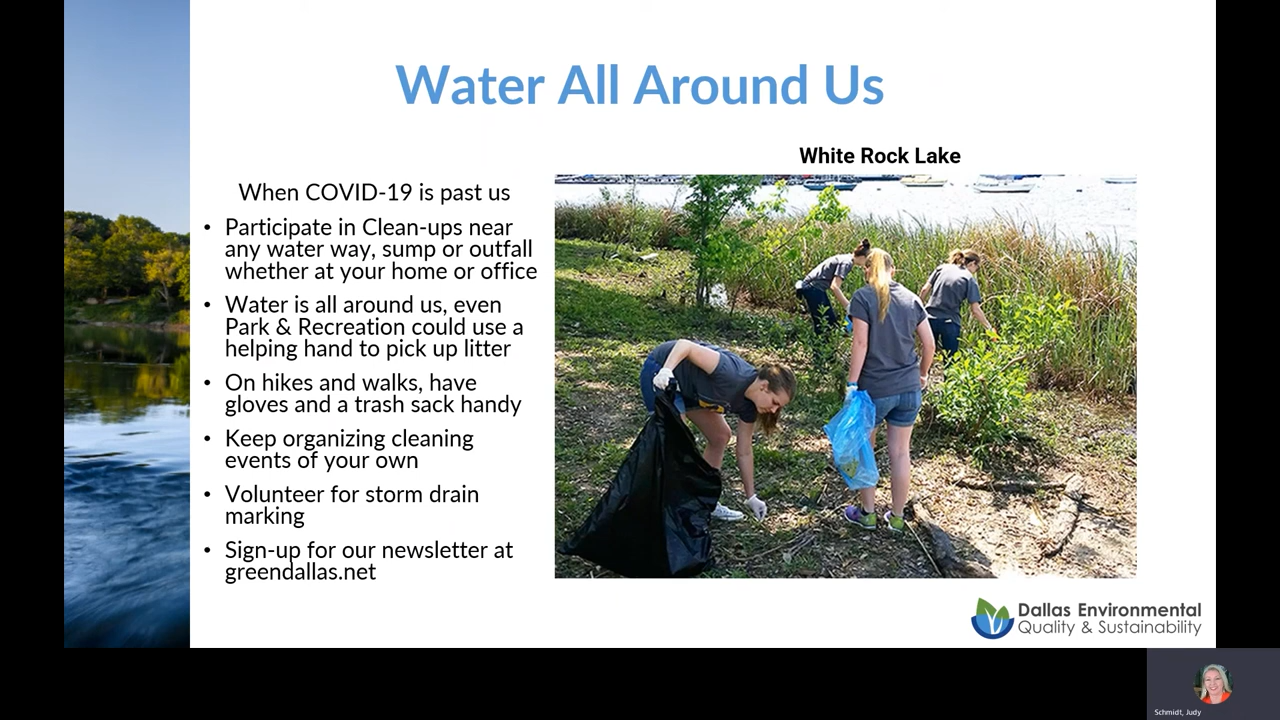 Water All Around Us
White Rock Lake
When COVID-19 is past us
• Participate in Clean-ups near
any water way, sump or outfall
whether at your home or office
• Water is all around us, even
Park & Recreation could use a
helping hand to pick up litter
• On hikes and walks, have
gloves and a trash sack handy
• Keep organizing cleaning
events of your own
• Volunteer for storm drain
marking
• Sign-up for our newsletter at
greendallas.net
Dallas Environmental
Quality & Sustainability
Schmidt, Judy